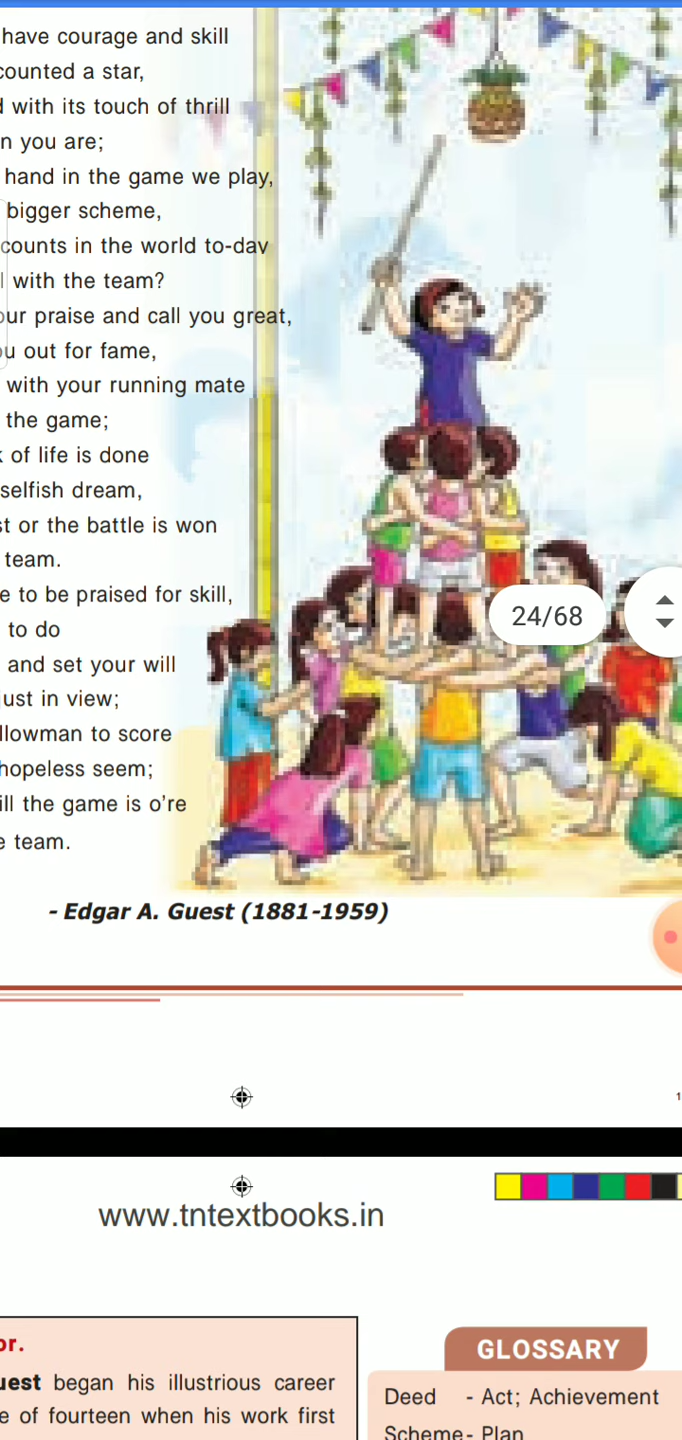 have courage and skill
counted a star,
with its touch of thrill
n you are;
hand in the game we play,
bigger scheme,
counts in the world to-day
with the team?
our praise and call you great,
u out for fame,
with your running mate
the game;
of life is done
selfish dream,
st or the battle is won
team.
e to be praised for skill,
to do
and set your will
just in view;
llowman to score
hopeless seem;
ill the game is o're
e team.
- Edgar A. Guest (1881-1959)
24/68
1
www.tntextbooks.in
or.
uest began his illustrious career
e of fourteen when his work first
GLOSSARY
Deed - Act; Achievement
Scheme - Plan